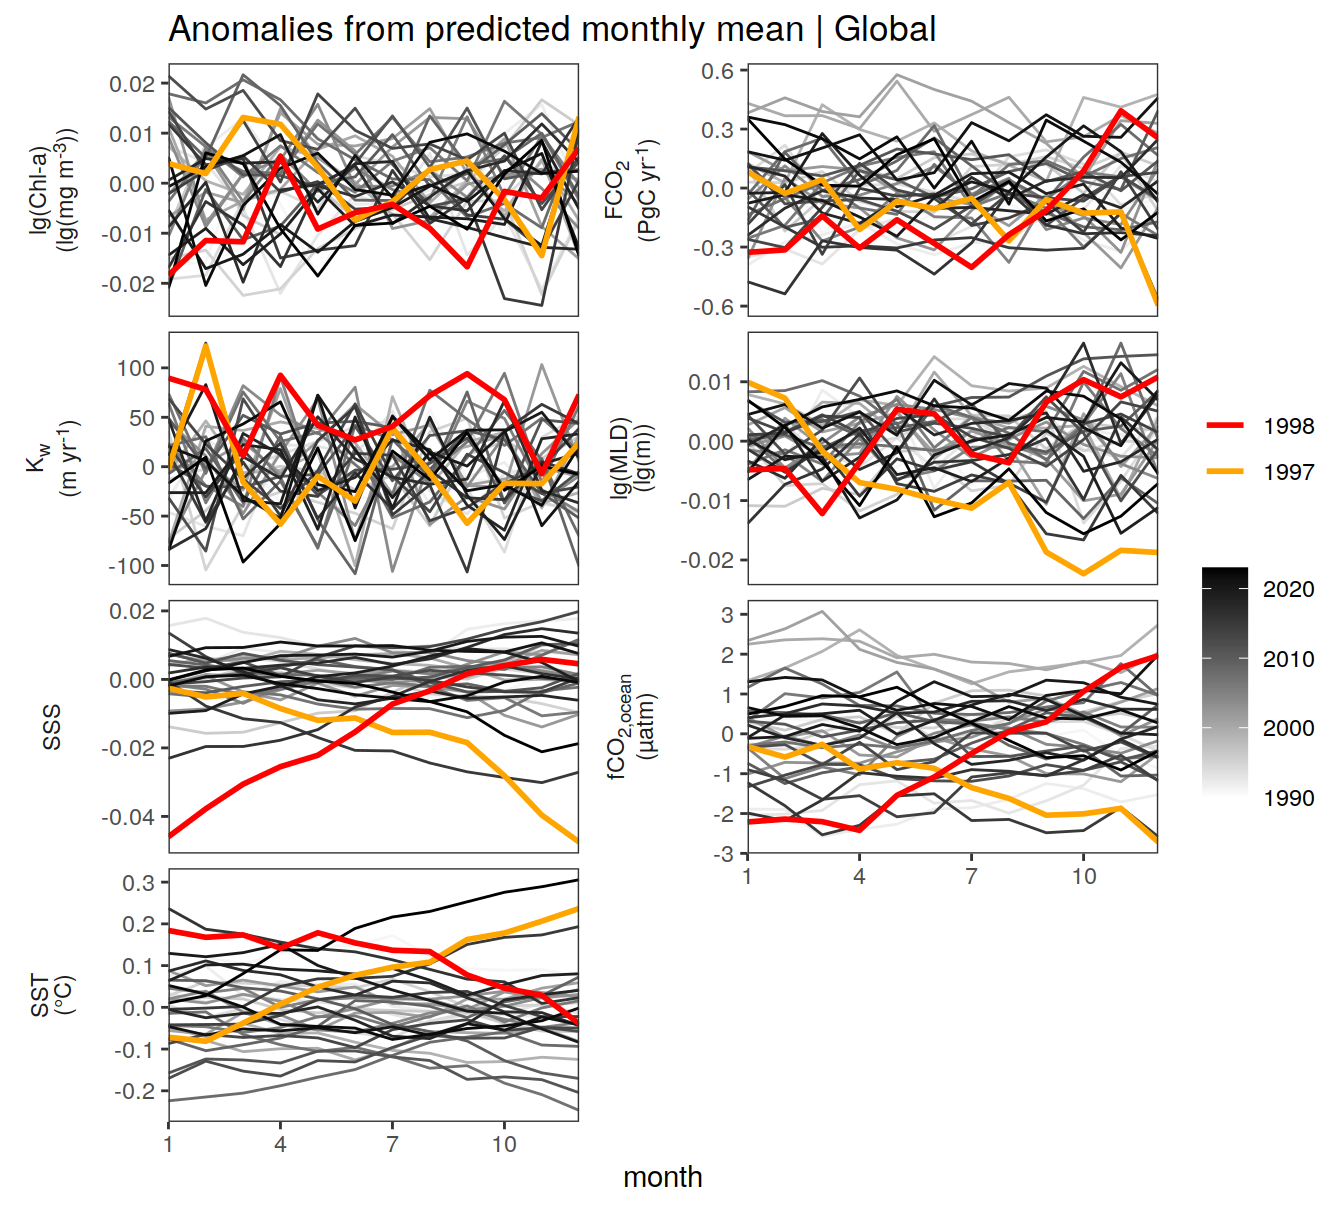 Anomalies from predicted monthly mean | Global
lg(Chl-a)
(lg(mg m⁻³))
0.02
0.01
0.00
-0.01
-0.02
FCO₂
(PgC yr⁻¹)
0.6
0.3
0.0
-0.3
-0.6
K_w
(m yr⁻¹)
100
50
0
-50
-100
lg(MLD)
(lg(m))
0.01
0.00
-0.01
-0.02
SSS
0.02
0.00
-0.02
-0.04
fCO₂,ocean
(µatm)
3
2
1
0
-1
-2
-3
1 4 7 10
SST
(°C)
0.3
0.2
0.1
0.0
-0.1
-0.2
1 4 7 10
month
1998
1997
2020
2010
2000
1990